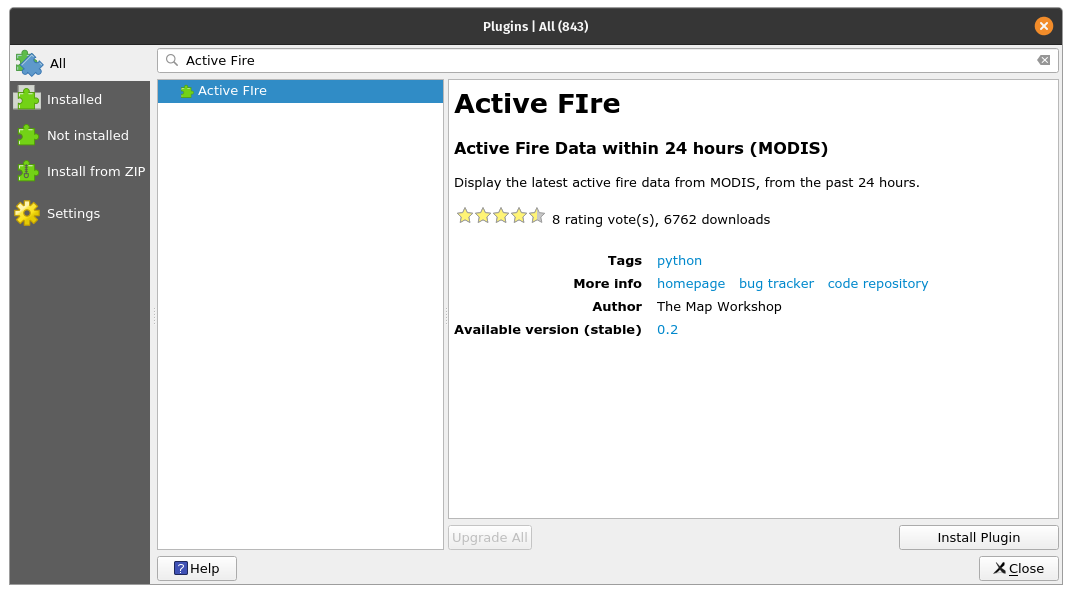 Plugins | All (843)
All
Installed
Not installed
Install from ZIP
Settings
Active Fire
Active FIre
Active FIre
Active Fire Data within 24 hours (MODIS)
Display the latest active fire data from MODIS, from the past 24 hours.
8 rating vote(s), 6762 downloads
Tags python
More info homepage bug tracker code repository
Author The Map Workshop
Available version (stable) 0.2
Upgrade All
Install Plugin
Help
Close